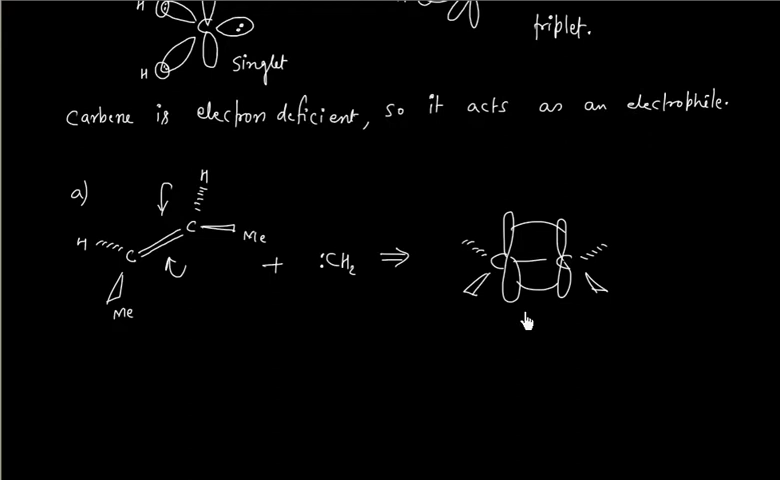 H
triplet.
H
Singlet
Carbene is electron deficient, so it acts as an electrophile.
a)
H
C
H
Me
C
Me
+ :CH2 ⇒
C C